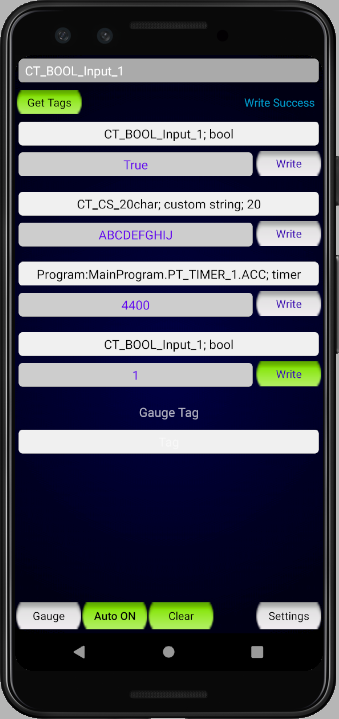 CT_BOOL_Input_1
Get Tags Write Success
CT_BOOL_Input_1; bool
True Write
CT_CS_20char; custom string; 20
ABCDEFGHIJ Write
Program:MainProgram.PT_TIMER_1.ACC; timer
4400 Write
CT_BOOL_Input_1; bool
1 Write
Gauge Tag
Tag
Gauge Auto ON Clear Settings